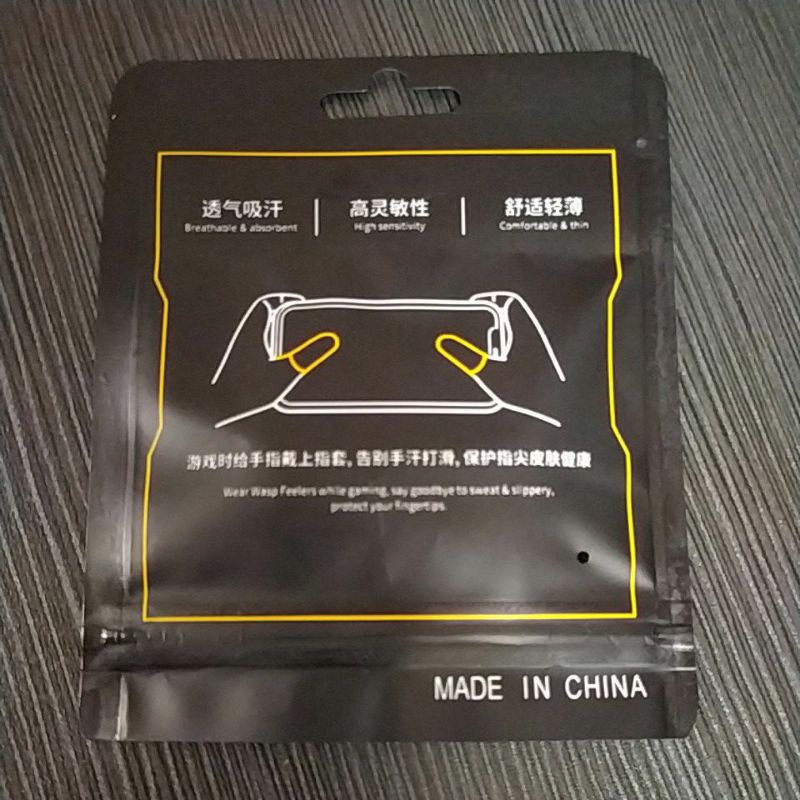 透气吸汗
Breathable & absorbent
高灵敏性
High sensitivity
舒适轻薄
Comfortable & thin
游戏时给手指戴上指套, 告别手汗打滑, 保护指尖皮肤健康
Wear Wasp Feelers while gaming, say goodbye to sweat & slippery,
protect your fingertips.
MADE IN CHINA